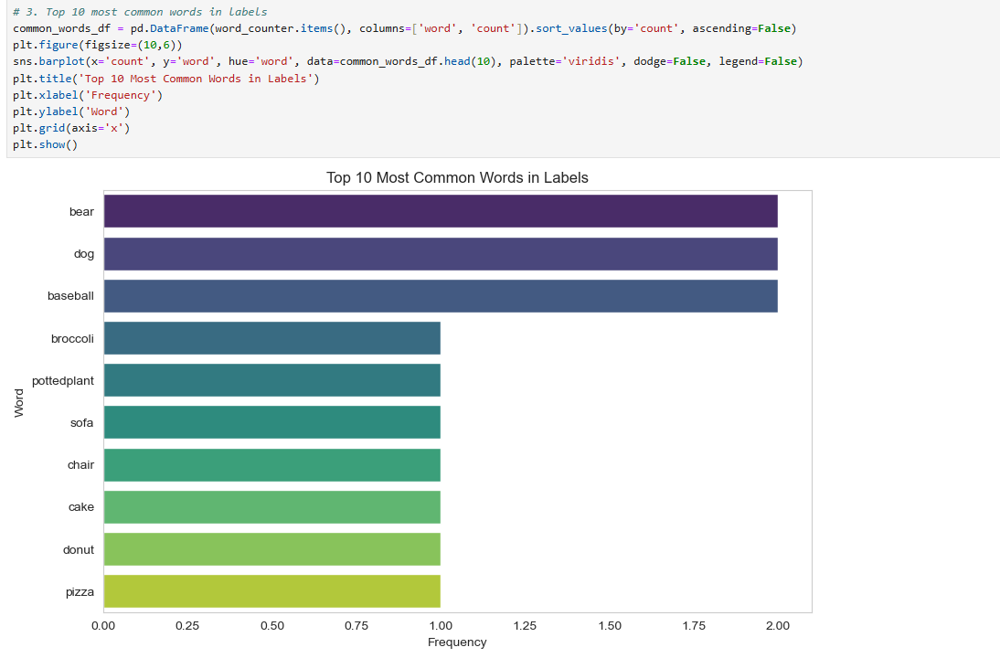 # 3. Top 10 most common words in labels
common_words_df = pd.DataFrame(word_counter.items(), columns=['word', 'count']).sort_values(by='count', ascending=False)
plt.figure(figsize=(10,6))
sns.barplot(x='count', y='word', hue='word', data=common_words_df.head(10), palette='viridis', dodge=False, legend=False)
plt.title('Top 10 Most Common Words in Labels')
plt.xlabel('Frequency')
plt.ylabel('Word')
plt.grid(axis='x')
plt.show()
Top 10 Most Common Words in Labels
bear
dog
baseball
broccoli
pottedplant
Word
sofa
chair
cake
donut
pizza
0.00 0.25 0.50 0.75 1.00 1.25 1.50 1.75 2.00
Frequency